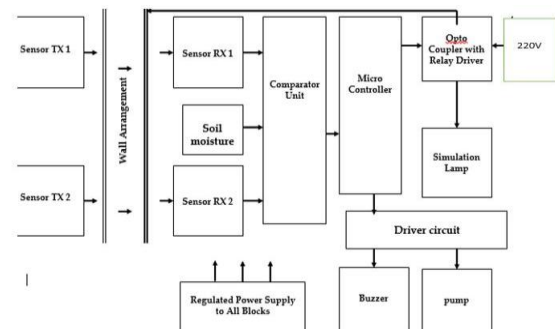 Sensor TX 1
Sensor TX 2
Wall Arrangement
Sensor RX 1
Soil
moisture
Sensor RX 2
Comparator
Unit
Micro
Controller
Opto
Coupler with
Relay Driver
220V
Simulation
Lamp
Driver circuit
Buzzer
pump
Regulated Power Supply
to All Blocks